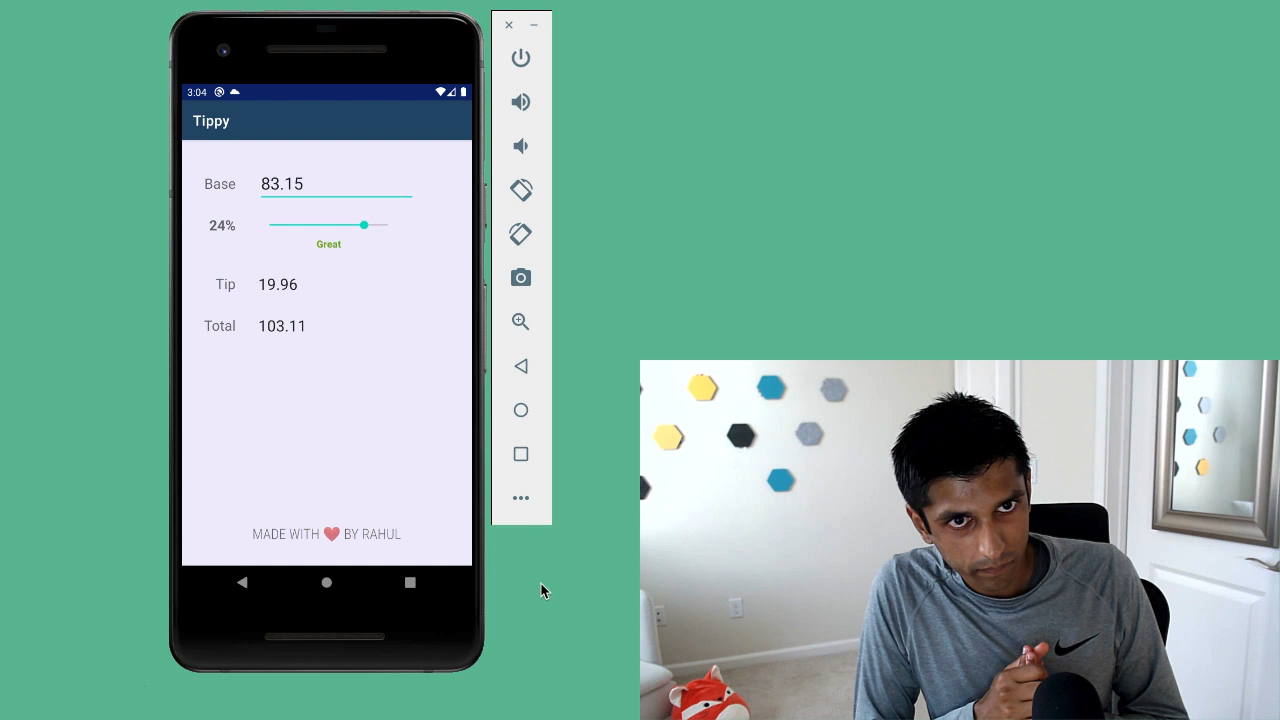 3:04
Tippy
Base 83.15
24%
Great
Tip 19.96
Total 103.11
MADE WITH ❤ BY RAHUL